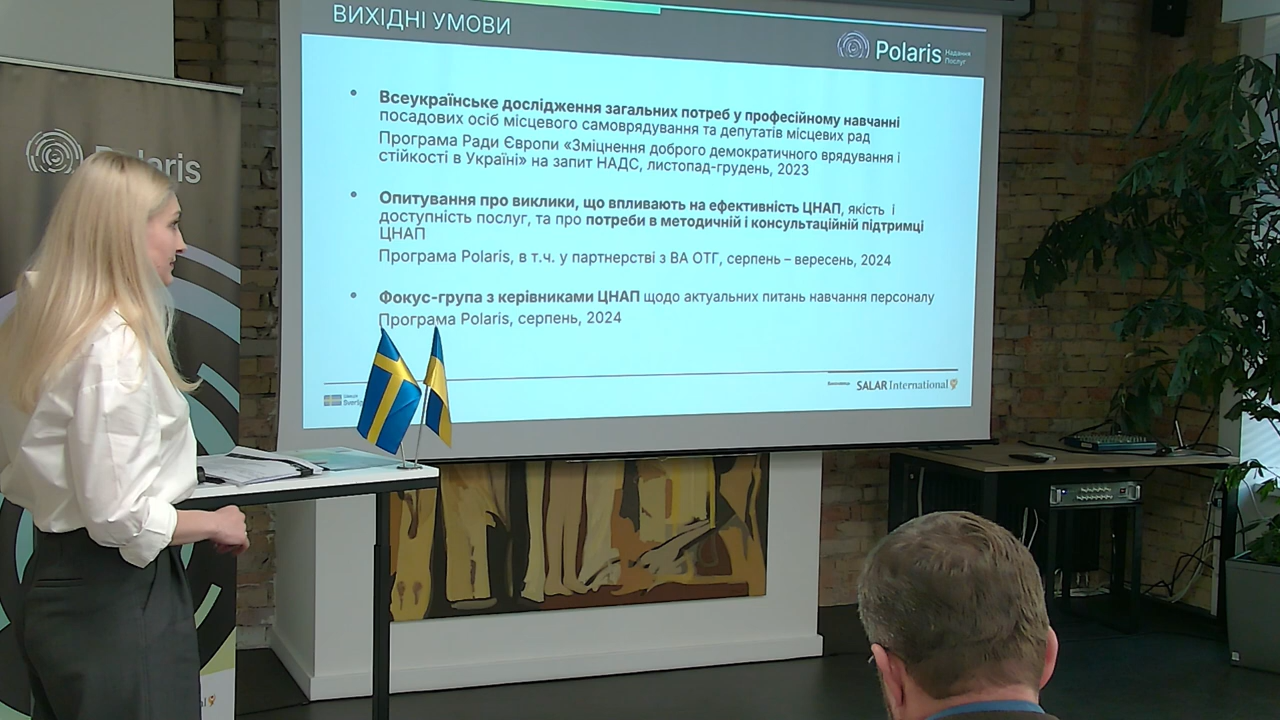 ВИХІДНІ УМОВИ
Polaris Надання
Послуг
Всеукраїнське дослідження загальних потреб у професійному навчанні
посадових осіб місцевого самоврядування та депутатів місцевих рад
Програма Ради Європи «Зміцнення доброго демократичного врядування і
стійкості в Україні» на запит НАДС, листопад-грудень, 2023
Опитування про виклики, що впливають на ефективність ЦНАП, якість і
доступність послуг, та про потреби в методичній і консультаційній підтримці
ЦНАП
Програма Polaris, в т.ч. у партнерстві з ВА ОТГ, серпень – вересень, 2024
Фокус-група з керівниками ЦНАП щодо актуальних питань навчання персоналу
Програма Polaris, серпень, 2024
SALAR International